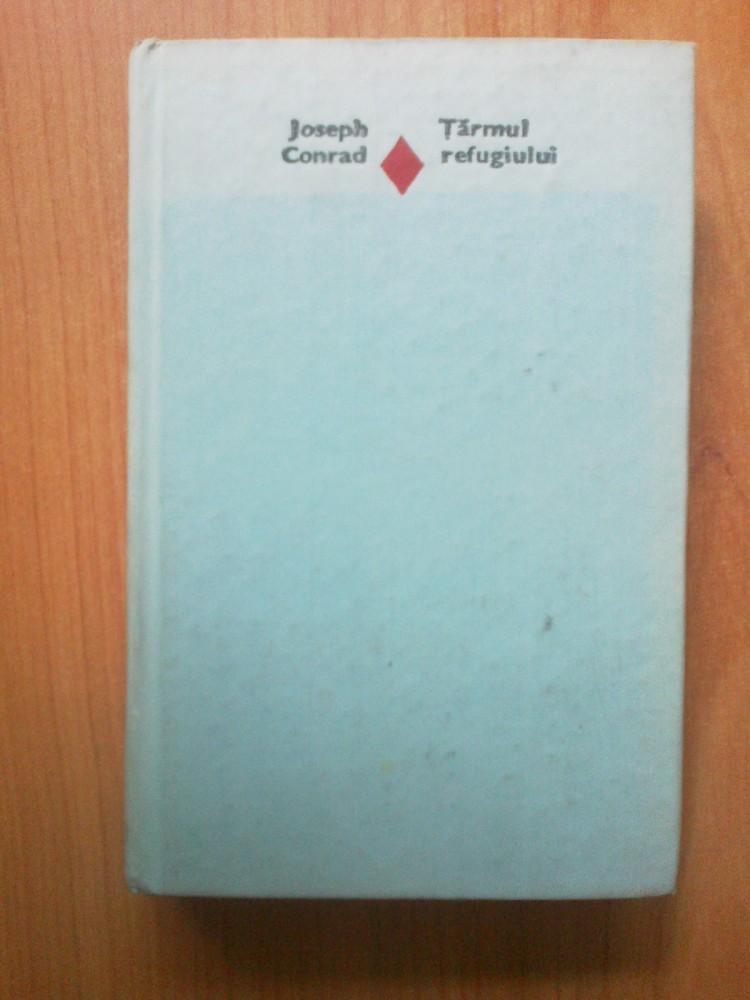 Joseph
Conrad
Țărmul
refugiului